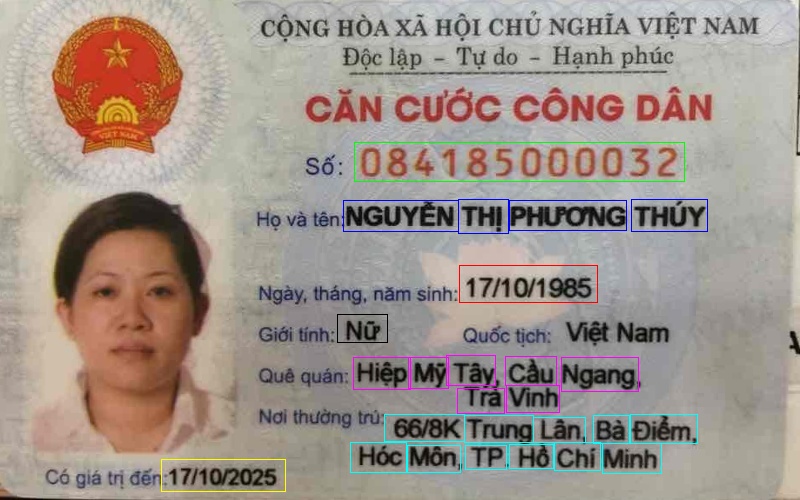 CỘNG HÒA XÃ HỘI CHỦ NGHĨA VIỆT NAM
Độc lập - Tự do - Hạnh phúc
CĂN CƯỚC CÔNG DÂN
Số: 084185000032
Họ và tên: NGUYỄN THỊ PHƯƠNG THÚY
Ngày, tháng, năm sinh: 17/10/1985
Giới tính: Nữ Quốc tịch: Việt Nam
Quê quán: Hiệp Mỹ Tây, Cầu Ngang,
Trà Vinh
Nơi thường trú: 66/8K Trung Lân, Bà Điểm,
Hóc Môn, TP. Hồ Chí Minh
Có giá trị đến: 17/10/2025